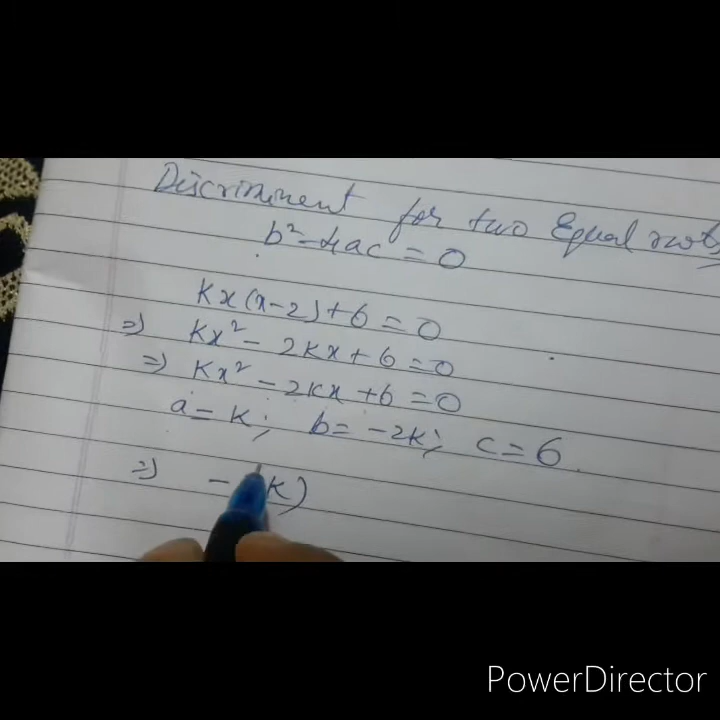 Discriminent for two Equal roots
b²-4ac = 0
Kx(x-2)+6=0
=) Kx²- 2Kx+6=0
=) Kx² -2Kx +6=0
a= K; b= -2K; c=6.
=) - K)
PowerDirector